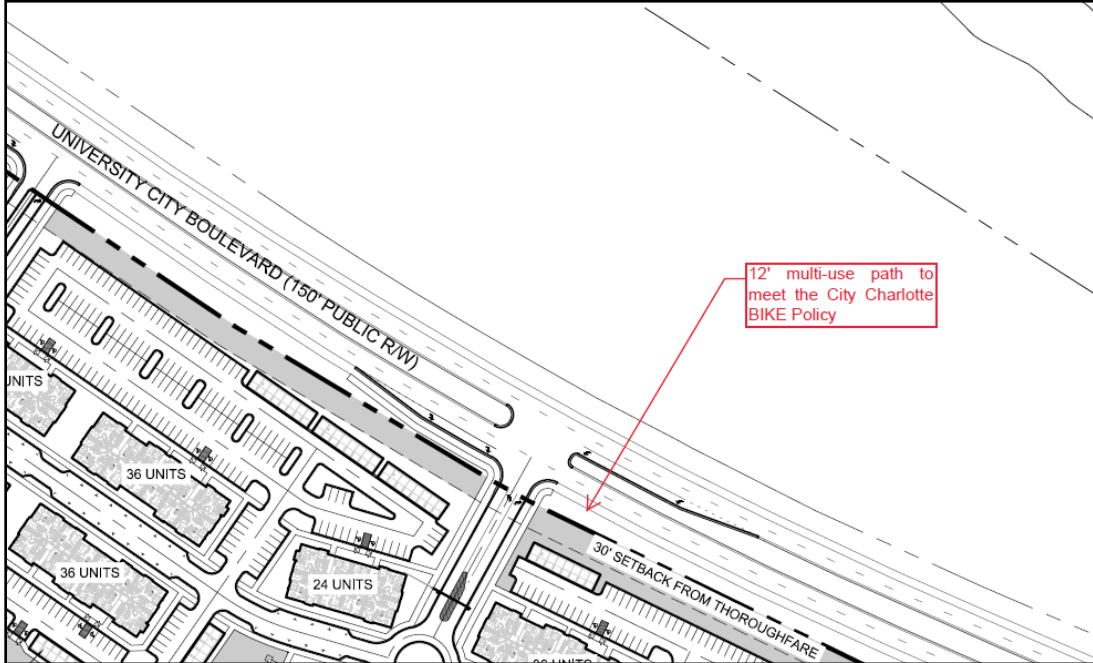 UNIVERSITY CITY BOULEVARD (150' PUBLIC R/W)
12' multi-use path to
meet the City Charlotte
BIKE Policy
UNITS
36 UNITS
36 UNITS
24 UNITS
30' SETBACK FROM THOROUGHFARE
UNITS